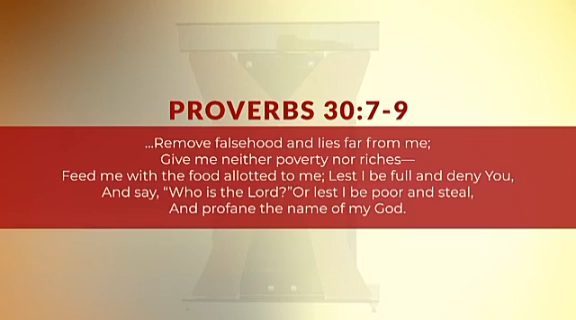 PROVERBS 30:7-9
...Remove falsehood and lies far from me;
Give me neither poverty nor riches—
Feed me with the food allotted to me; Lest I be full and deny You,
And say, “Who is the Lord?”Or lest I be poor and steal,
And profane the name of my God.